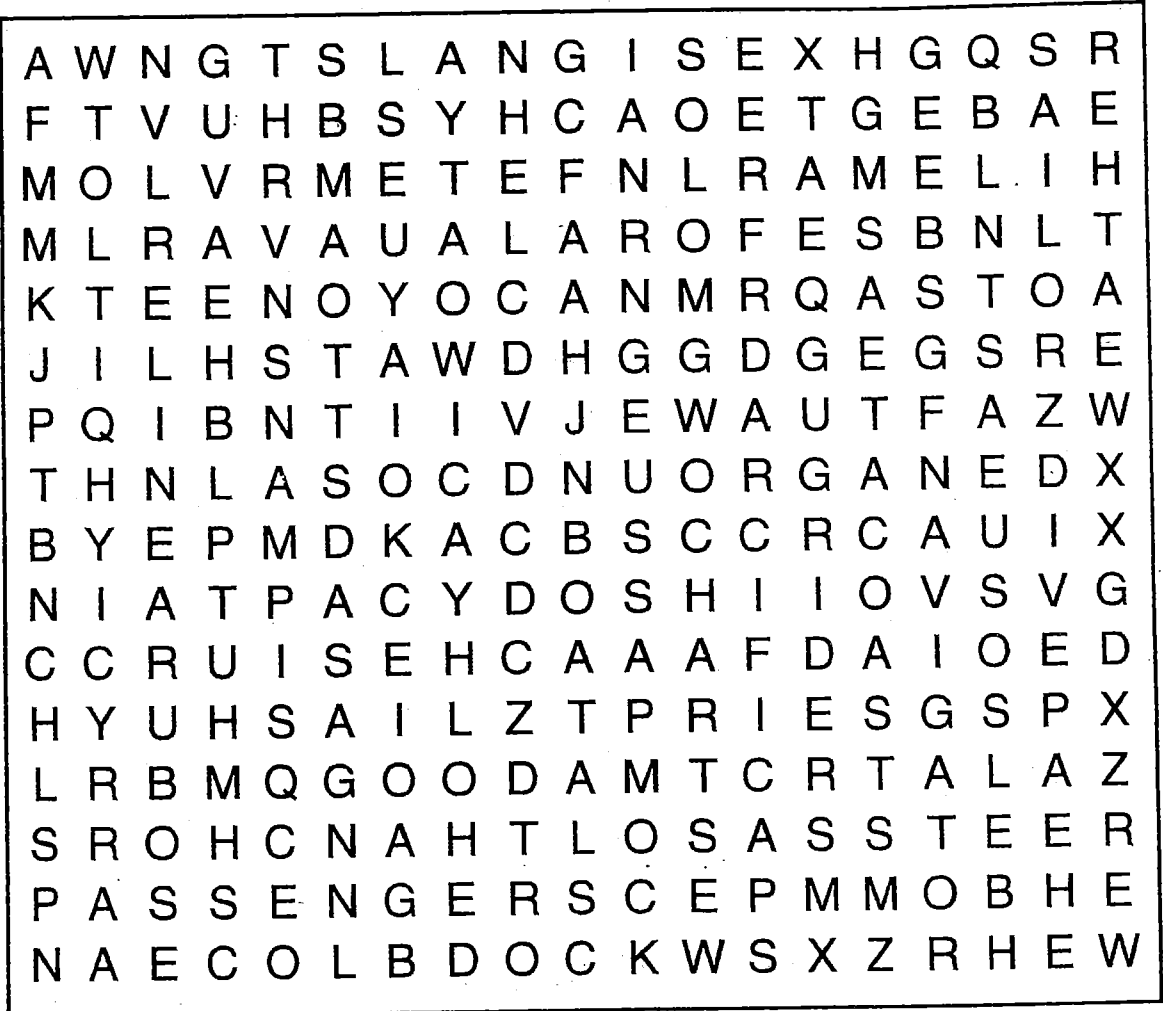 A W N G T S L A N G I S E X H G Q S R
F T V U H B S Y H C A O E T G E B A E
M O L V R M E T E F N L R A M E L I H
M L R A V A U A L A R O F E S B N L T
K T E E N O Y O C A N M R Q A S T O A
J I L H S T A W D H G G D G E G S R E
P Q I B N T I I V J E W A U T F A Z W
T H N L A S O C D N U O R G A N E D X
B Y E P M D K A C B S C C R C A U I X
N I A T P A C Y D O S H I I O V S V G
C C R U I S E H C A A A F D A I O E D
H Y U H S A I L Z T P R I E S G S P X
L R B M Q G O O D A M T C R T A L A Z
S R O H C N A H T L O S A S S T E E R
P A S S E N G E R S C E P M M O B H E
N A E C O L B D O C K W S X Z R H E W